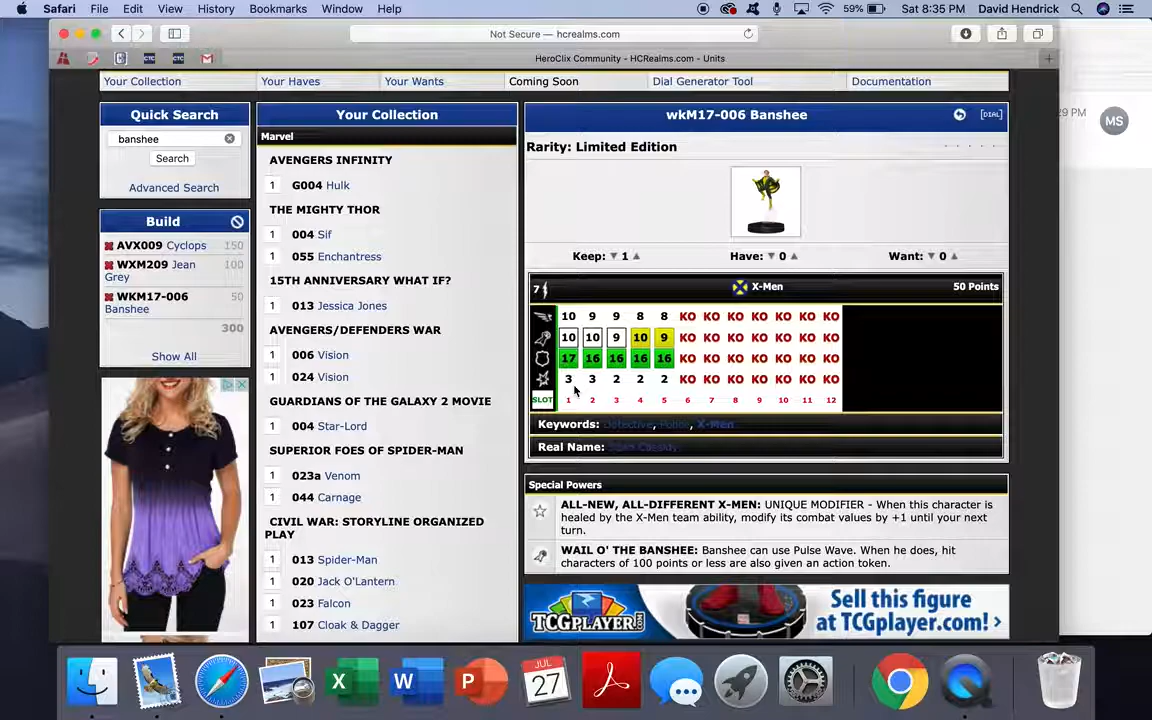 Safari File Edit View History Bookmarks Window Help 59% Sat 8:35 PM David Hendrick
Not Secure — hcrealms.com
HeroClix Community - HCRealms.com - Units
Your Collection Your Haves Your Wants Coming Soon Dial Generator Tool Documentation
Quick Search
banshee
Search
Advanced Search
Build
AVX009 Cyclops 150
WXM209 Jean Grey 100
WKM17-006 Banshee 50
300
Show All
Your Collection
Marvel
AVENGERS INFINITY
1 G004 Hulk
THE MIGHTY THOR
1 004 Sif
1 055 Enchantress
15TH ANNIVERSARY WHAT IF?
1 013 Jessica Jones
AVENGERS/DEFENDERS WAR
1 006 Vision
1 024 Vision
GUARDIANS OF THE GALAXY 2 MOVIE
1 004 Star-Lord
SUPERIOR FOES OF SPIDER-MAN
1 023a Venom
1 044 Carnage
CIVIL WAR: STORYLINE ORGANIZED
PLAY
1 013 Spider-Man
1 020 Jack O'Lantern
1 023 Falcon
1 107 Cloak & Dagger
wkM17-006 Banshee
[DIAL]
Rarity: Limited Edition
Keep: ▼ 1 ▲ Have: ▼ 0 ▲ Want: ▼ 0 ▲
7 X-Men 50 Points
10 9 9 8 8 KO KO KO KO KO KO KO
10 10 9 10 9 KO KO KO KO KO KO KO
17 16 16 16 16 KO KO KO KO KO KO KO
3 3 2 2 2 KO KO KO KO KO KO KO
SLOT 1 2 3 4 5 6 7 8 9 10 11 12
Keywords: Detective, Police, X-Men
Real Name: Sean Cassidy
Special Powers
ALL-NEW, ALL-DIFFERENT X-MEN: UNIQUE MODIFIER - When this character is
healed by the X-Men team ability, modify its combat values by +1 until your next
turn.
WAIL O' THE BANSHEE: Banshee can use Pulse Wave. When he does, hit
characters of 100 points or less are also given an action token.
TCGPLAYER.COM
Sell this figure
at TCGplayer.com! ›
29 PM
MS
JUL
27